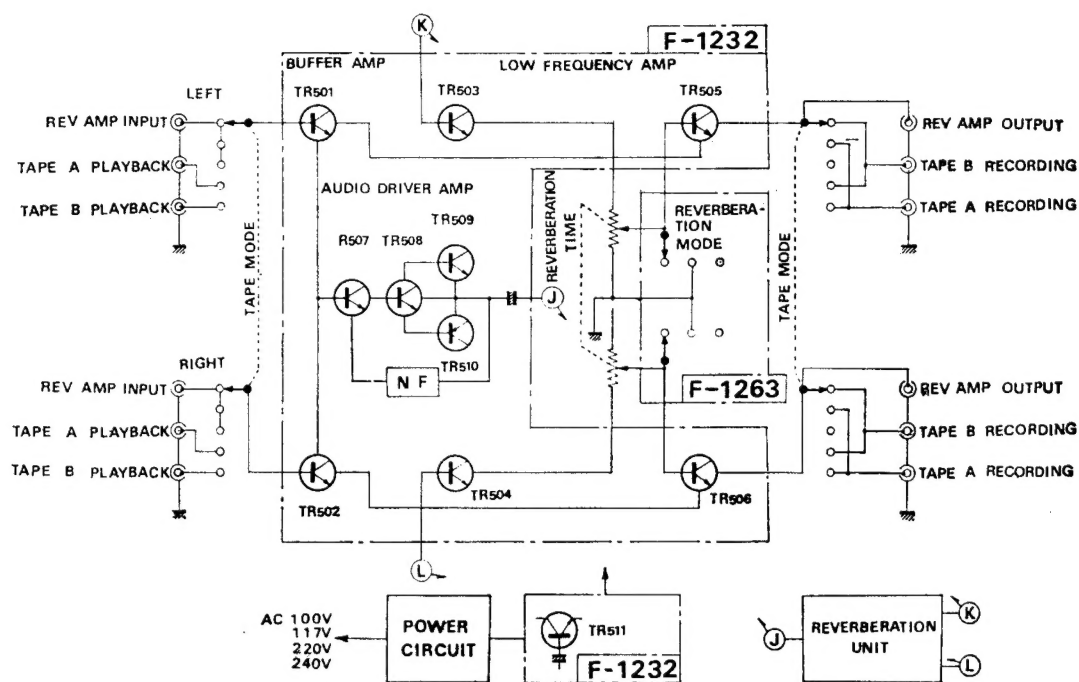 K
F-1232
BUFFER AMP
LOW FREQUENCY AMP
LEFT
TR501
TR503
TR505
REV AMP INPUT
REV AMP OUTPUT
TAPE A PLAYBACK
TAPE B RECORDING
AUDIO DRIVER AMP
TAPE B PLAYBACK
TAPE A RECORDING
TR509
REVERBERA-
TION
MODE
R507
TR508
REVERBERATION
TIME
TAPE MODE
TAPE MODE
J
TR510
RIGHT
NF
F-1263
REV AMP INPUT
REV AMP OUTPUT
TAPE A PLAYBACK
TAPE B RECORDING
TAPE B PLAYBACK
TAPE A RECORDING
TR502
TR504
TR506
L
AC 100V
117V
220V
240V
POWER
CIRCUIT
TR511
F-1232
J
REVERBERATION
UNIT
K
L